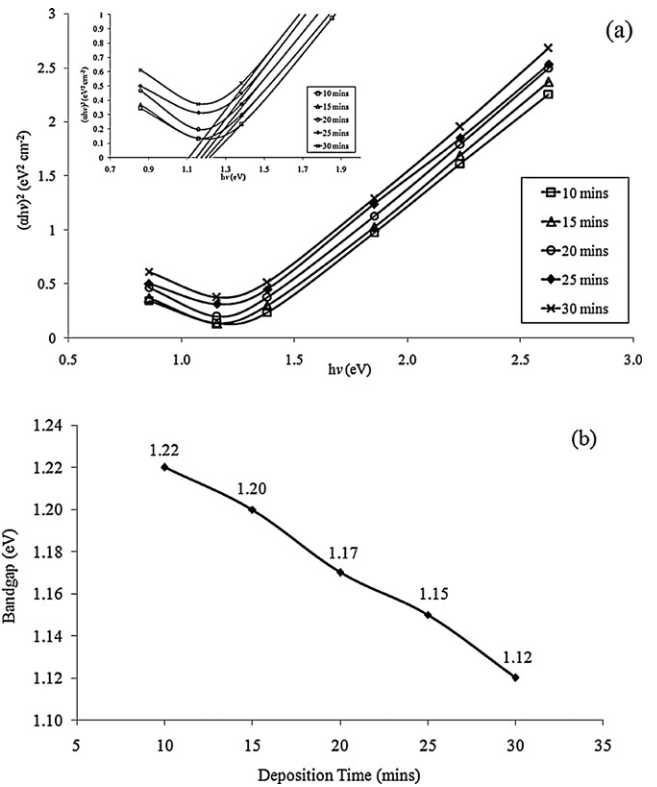 (a)
(αhν)² (eV² cm⁻²)
3
2.5
2
1.5
1
0.5
0
0.5 1.0 1.5 2.0 2.5 3.0
hν (eV)
10 mins
15 mins
20 mins
25 mins
30 mins
(αhν)² (eV² cm⁻²)
1
0.9
0.8
0.7
0.6
0.5
0.4
0.3
0.2
0.1
0
0.7 0.9 1.1 1.3 1.5 1.7 1.9
hν (eV)
10 mins
15 mins
20 mins
25 mins
30 mins
(b)
Bandgap (eV)
1.24
1.22
1.20
1.18
1.16
1.14
1.12
1.10
1.22
1.20
1.17
1.15
1.12
5 10 15 20 25 30 35
Deposition Time (mins)